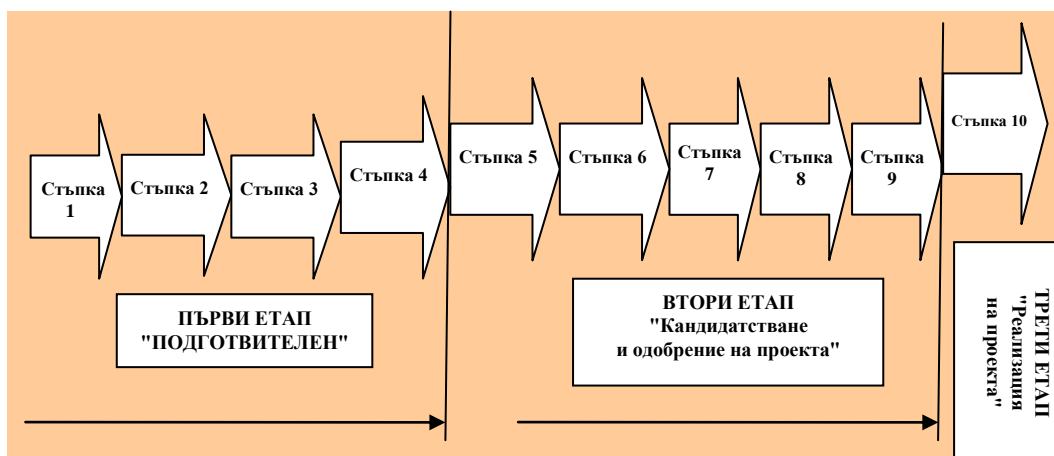 Стъпка
1
Стъпка 2
Стъпка 3
Стъпка 4
Стъпка 5
Стъпка 6
Стъпка
7
Стъпка
8
Стъпка
9
Стъпка 10
ПЪРВИ ЕТАП
"ПОДГОТВИТЕЛЕН"
ВТОРИ ЕТАП
"Кандидатстване
и одобрение на проекта"
ТРЕТИ ЕТАП
"Реализация
на проекта"